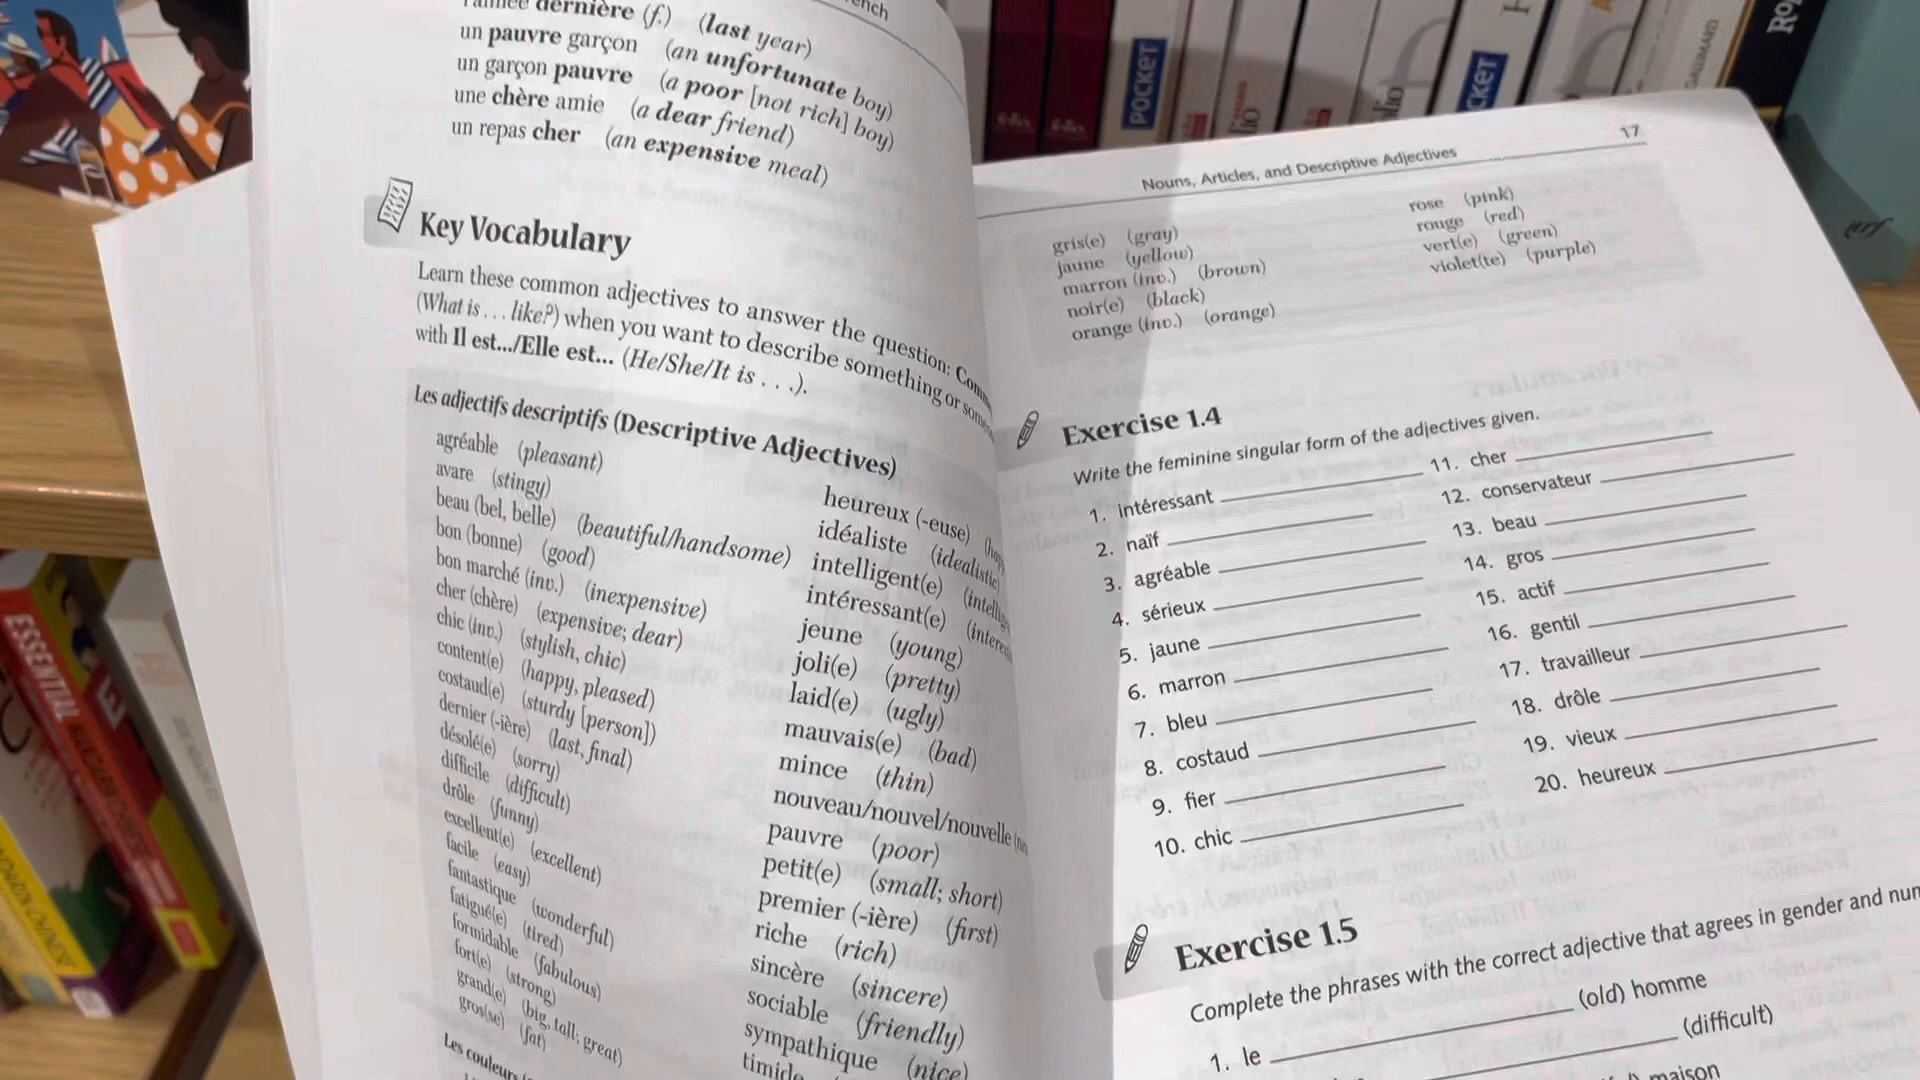 dernière (f.) (last year)
un pauvre garçon (an unfortunate boy)
un garçon pauvre (a poor [not rich] boy)
une chère amie (a dear friend)
un repas cher (an expensive meal)
Key Vocabulary
Learn these common adjectives to answer the question:
(What is . . . like?) when you want to describe something or
with Il est.../Elle est... (He/She/It is . . .).
Les adjectifs descriptifs (Descriptive Adjectives)
agréable (pleasant)
avare (stingy)
beau (bel, belle) (beautiful/handsome)
bon (bonne) (good)
bon marché (inv.) (inexpensive)
cher (chère) (expensive; dear)
chic (inv.) (stylish, chic)
content(e) (happy, pleased)
costaud(e) (sturdy [person])
dernier (-ière) (last, final)
désolé(e) (sorry)
difficile (difficult)
drôle (funny)
excellent(e) (excellent)
facile (easy)
fantastique (wonderful)
fatigué(e) (tired)
formidable (fabulous)
fort(e) (strong)
grand(e) (big, tall; great)
gros(se) (fat)
Les couleurs
heureux (-euse)
idéaliste (idealistic)
intelligent(e)
intéressant(e)
jeune (young)
joli(e) (pretty)
laid(e) (ugly)
mauvais(e) (bad)
mince (thin)
nouveau/nouvel/nouvelle
pauvre (poor)
petit(e) (small; short)
premier (-ière) (first)
riche (rich)
sincère (sincere)
sociable (friendly)
sympathique (nice)
timide
Nouns, Articles, and Descriptive Adjectives 17
gris(e) (gray)
jaune (yellow)
marron (inv.) (brown)
noir(e) (black)
orange (inv.) (orange)
rose (pink)
rouge (red)
vert(e) (green)
violet(te) (purple)
Exercise 1.4
Write the feminine singular form of the adjectives given.
1. intéressant
2. naïf
3. agréable
4. sérieux
5. jaune
6. marron
7. bleu
8. costaud
9. fier
10. chic
11. cher
12. conservateur
13. beau
14. gros
15. actif
16. gentil
17. travailleur
18. drôle
19. vieux
20. heureux
Exercise 1.5
Complete the phrases with the correct adjective that agrees in gender and
1. le (old) homme
(difficult)
maison
POCKET
folio
GALLIMARD
ESSENTIAL